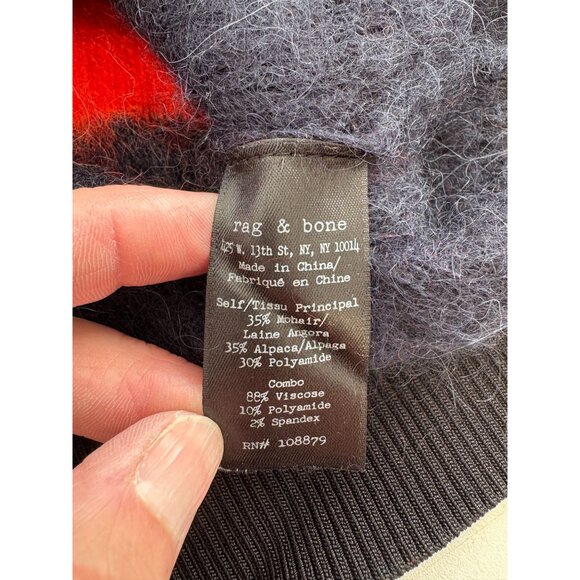 rag & bone
425 W. 13th St, NY, NY 10014
Made in China/
Fabriqué en Chine
Self/Tissu Principal
35% Mohair/
Laine Angora
35% Alpaca/Alpaga
30% Polyamide
Combo
88% Viscose
10% Polyamide
2% Spandex
RN# 108879